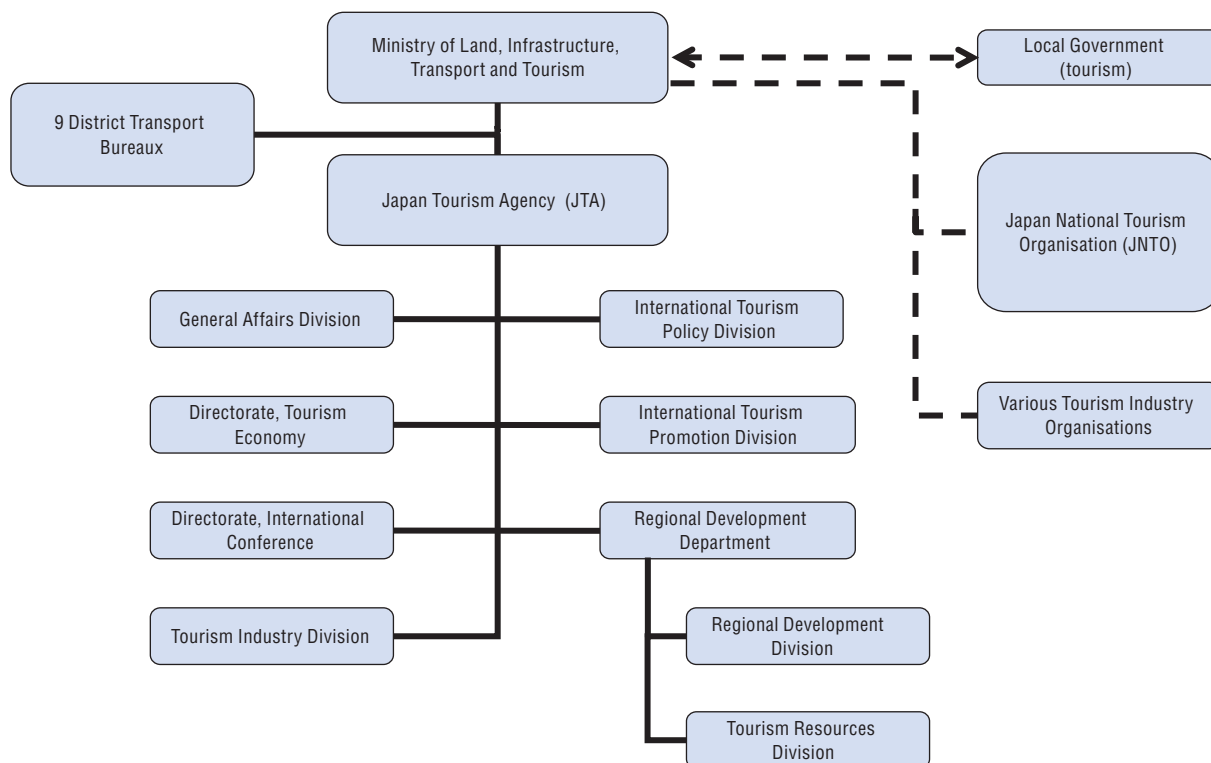 Ministry of Land, Infrastructure,
Transport and Tourism
Local Government
(tourism)
9 District Transport
Bureaux
Japan Tourism Agency (JTA)
Japan National Tourism
Organisation (JNTO)
General Affairs Division
International Tourism
Policy Division
Directorate, Tourism
Economy
International Tourism
Promotion Division
Various Tourism Industry
Organisations
Directorate, International
Conference
Regional Development
Department
Tourism Industry Division
Regional Development
Division
Tourism Resources
Division